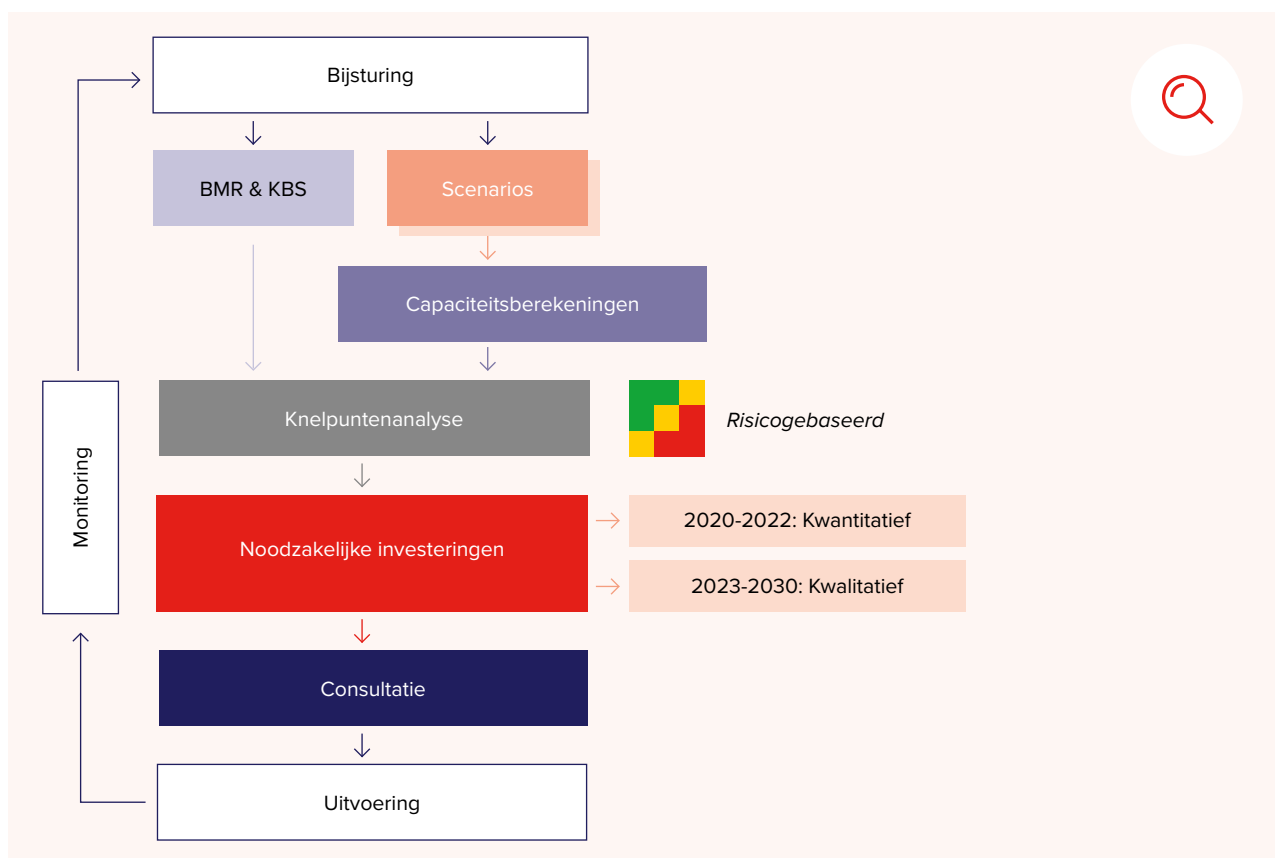 Bijsturing
BMR & KBS
Scenarios
Capaciteitsberekeningen
Knelpuntenanalyse
Risicogebaseerd
Monitoring
Noodzakelijke investeringen
2020-2022: Kwantitatief
2023-2030: Kwalitatief
Consultatie
Uitvoering